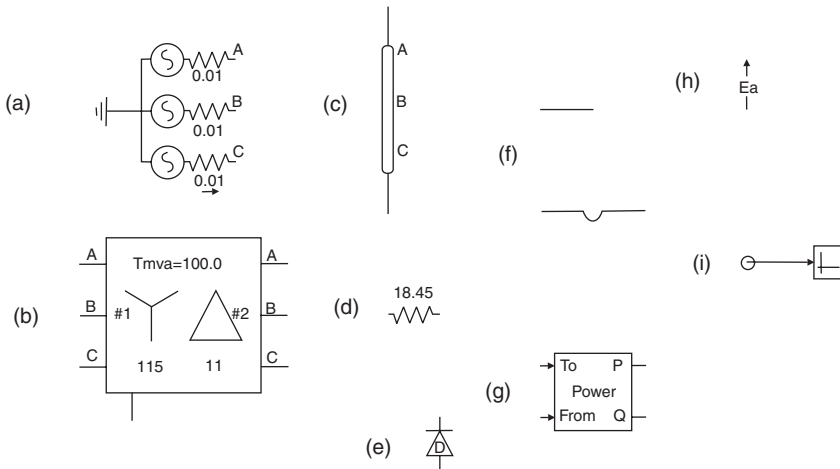 (a)
A
0.01
B
0.01
C
0.01
(b)
A
B
C
Tmva=100.0
#1
#2
115
11
A
B
C
(c)
A
B
C
(d)
18.45
(e)
D
(f)
(g)
To P
Power
From Q
(h)
Ea
(i)